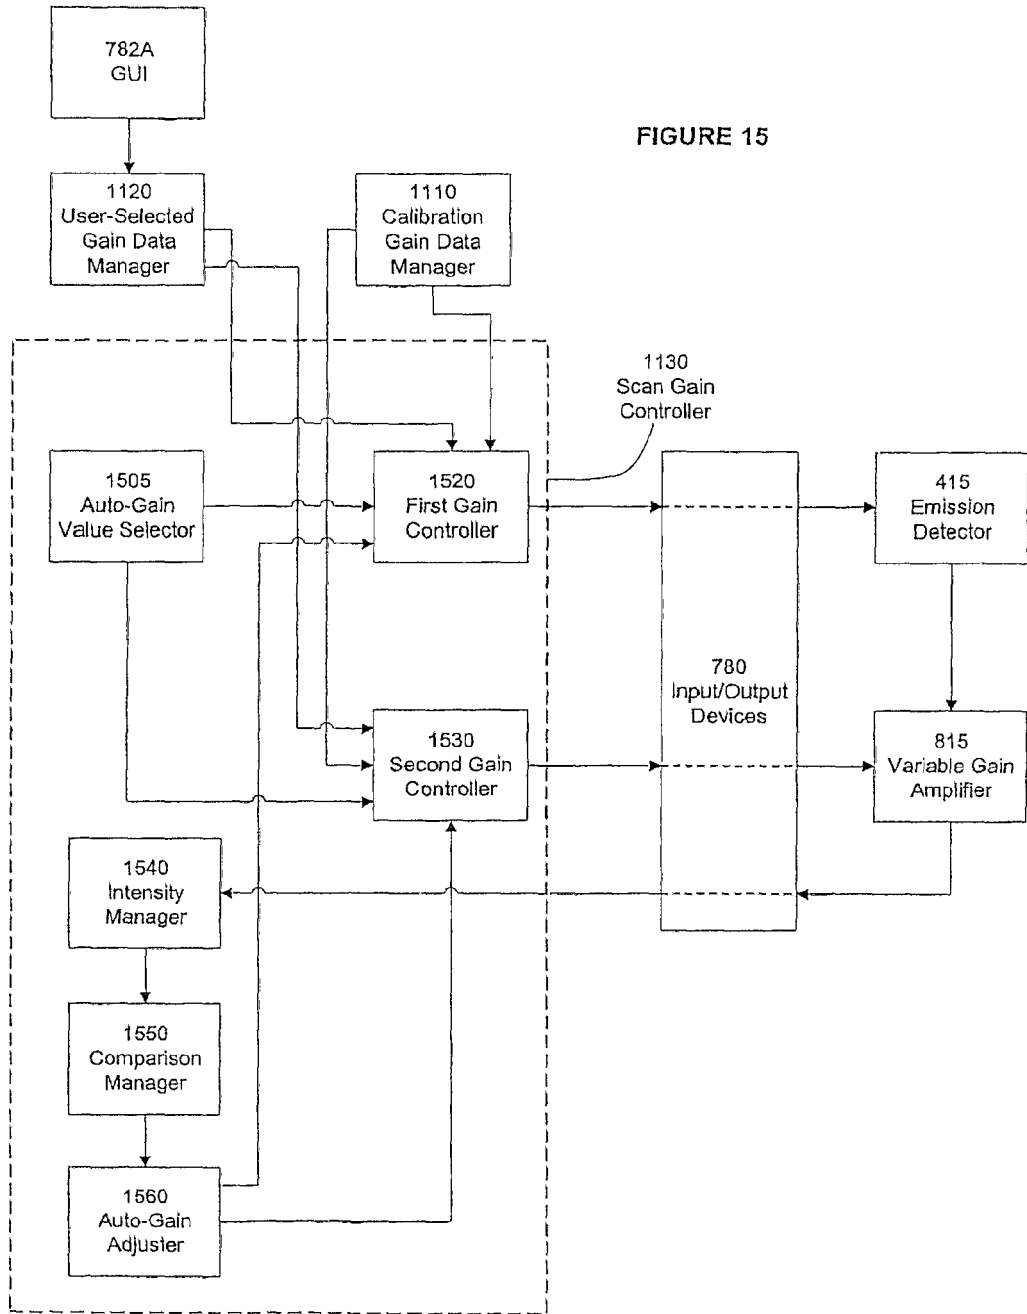 782A
GUI
FIGURE 15
1120
User-Selected
Gain Data
Manager
1110
Calibration
Gain Data
Manager
1130
Scan Gain
Controller
1505
Auto-Gain
Value Selector
1520
First Gain
Controller
415
Emission
Detector
780
Input/Output
Devices
1530
Second Gain
Controller
815
Variable Gain
Amplifier
1540
Intensity
Manager
1550
Comparison
Manager
1560
Auto-Gain
Adjuster